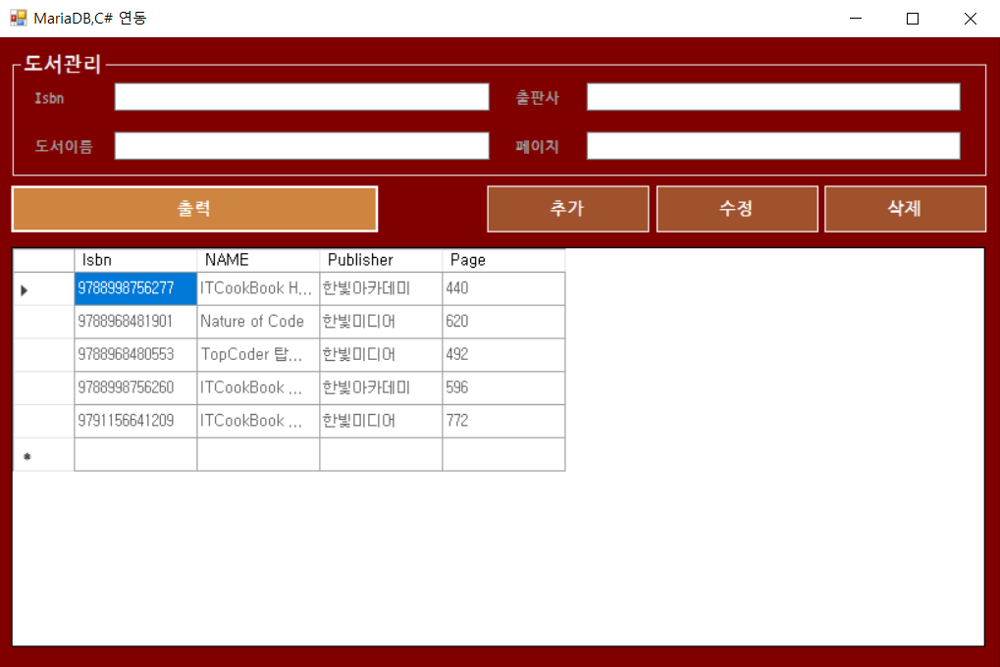 MariaDB,C# 연동
도서관리
Isbn 출판사
도서이름 페이지
출력 추가 수정 삭제
Isbn NAME Publisher Page
9788998756277 ITCookBook H... 한빛아카데미 440
9788968481901 Nature of Code 한빛미디어 620
9788968480553 TopCoder 탑... 한빛미디어 492
9788998756260 ITCookBook ... 한빛아카데미 596
9791156641209 ITCookBook ... 한빛미디어 772